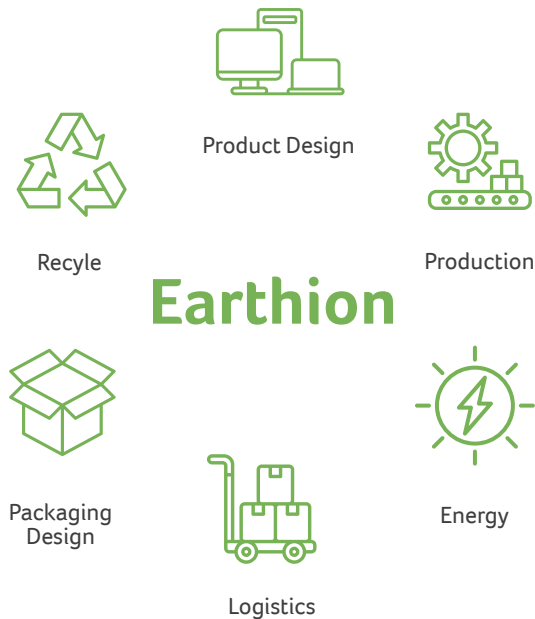 Product Design
Recyle
Production
Earthion
Packaging
Design
Energy
Logistics